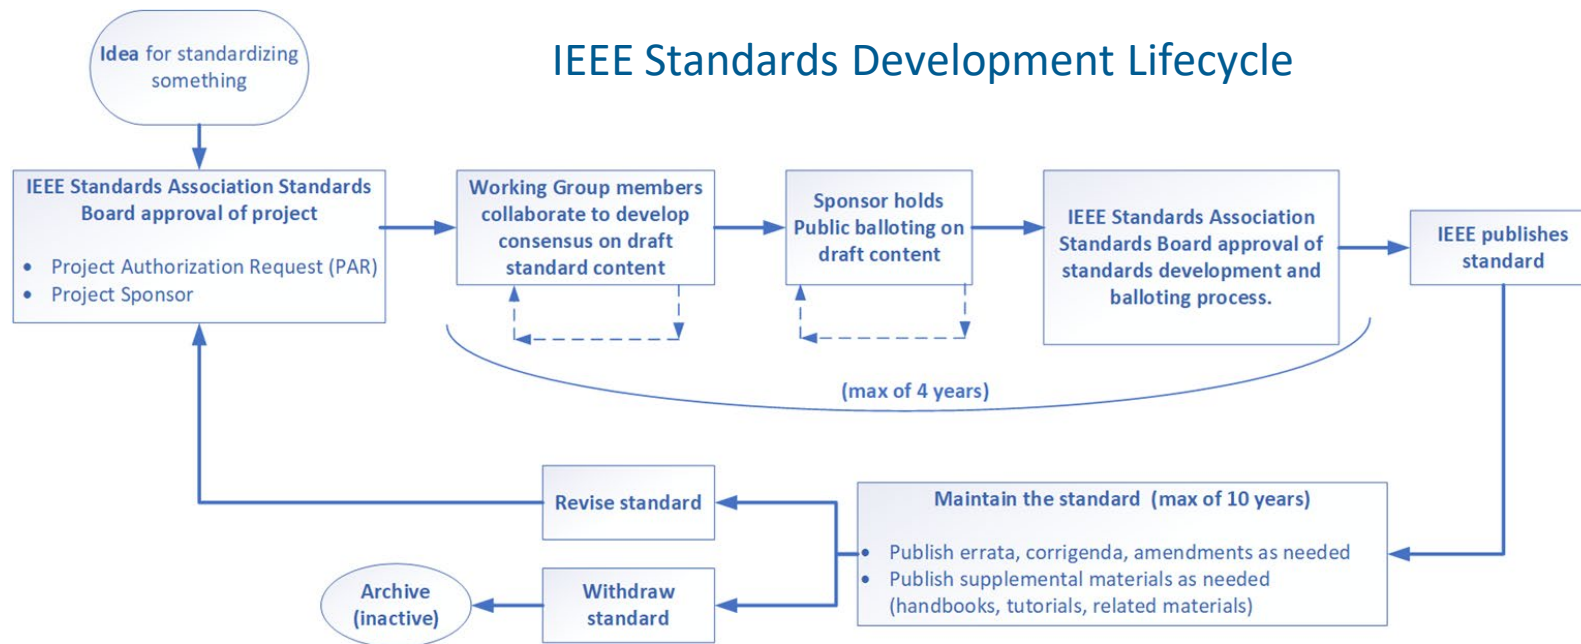 IEEE Standards Development Lifecycle
Idea for standardizing
something
IEEE Standards Association Standards
Board approval of project
• Project Authorization Request (PAR)
• Project Sponsor
Working Group members
collaborate to develop
consensus on draft
standard content
Sponsor holds
Public balloting on
draft content
IEEE Standards Association
Standards Board approval of
standards development and
balloting process.
IEEE publishes
standard
(max of 4 years)
Maintain the standard (max of 10 years)
• Publish errata, corrigenda, amendments as needed
• Publish supplemental materials as needed
(handbooks, tutorials, related materials)
Revise standard
Withdraw
standard
Archive
(inactive)